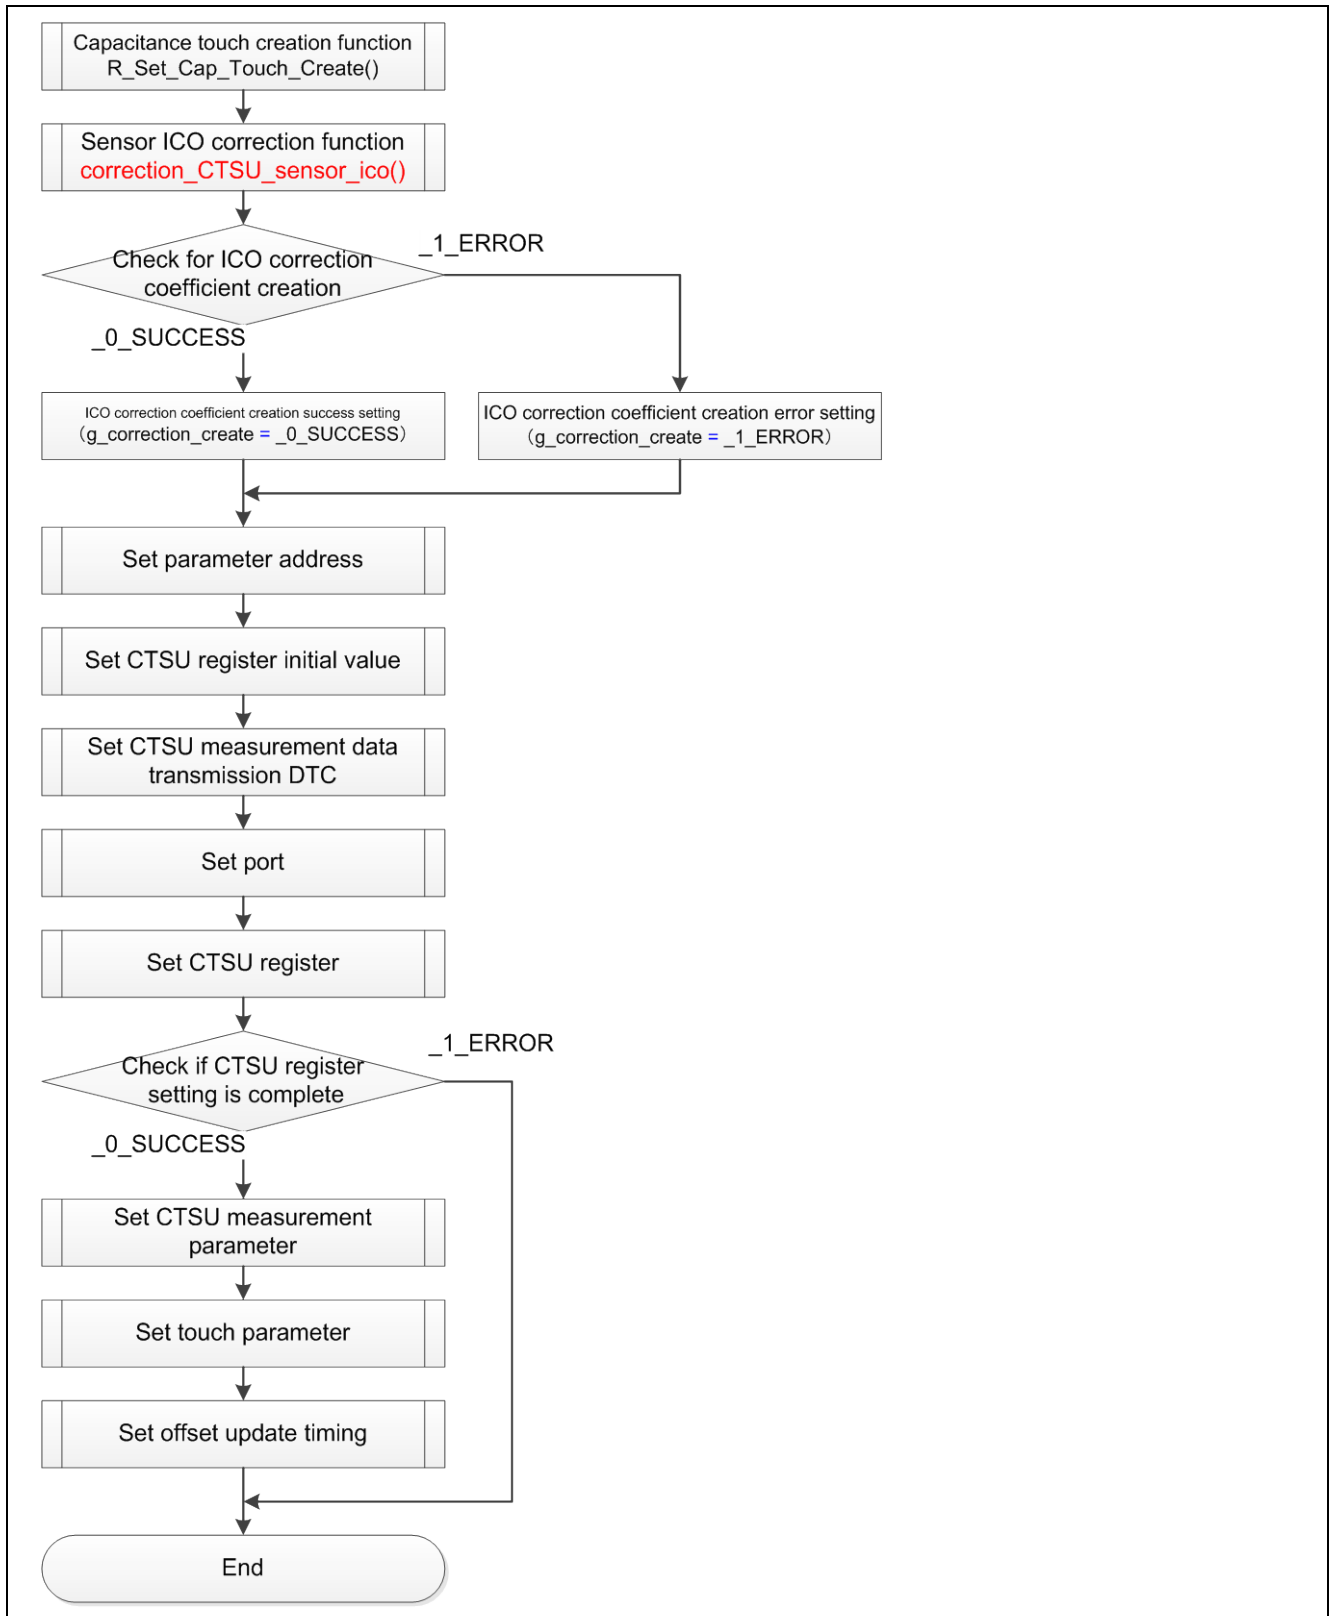 Capacitance touch creation function
R_Set_Cap_Touch_Create()
Sensor ICO correction function
correction_CTSU_sensor_ico()
_1_ERROR
Check for ICO correction
coefficient creation
_0_SUCCESS
ICO correction coefficient creation success setting
（g_correction_create = _0_SUCCESS）
ICO correction coefficient creation error setting
（g_correction_create = _1_ERROR）
Set parameter address
Set CTSU register initial value
Set CTSU measurement data
transmission DTC
Set port
Set CTSU register
_1_ERROR
Check if CTSU register
setting is complete
_0_SUCCESS
Set CTSU measurement
parameter
Set touch parameter
Set offset update timing
End